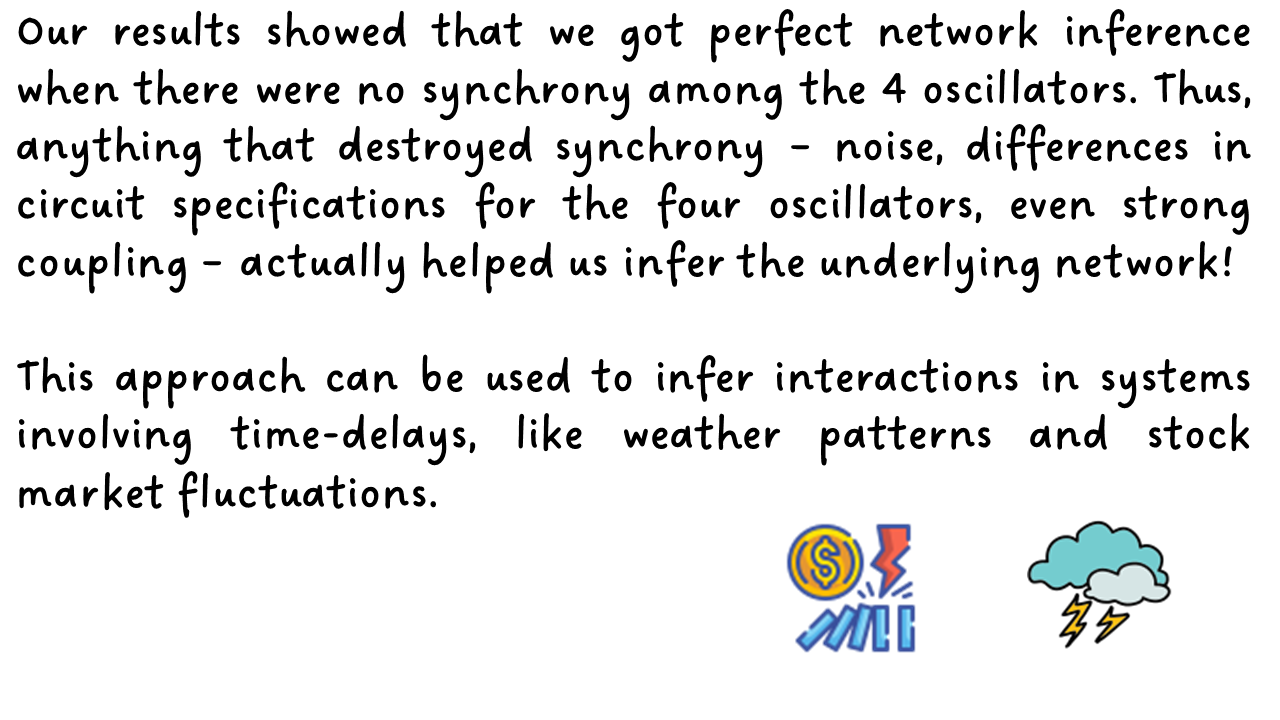 Our results showed that we got perfect network inference
when there were no synchrony among the 4 oscillators. Thus,
anything that destroyed synchrony - noise, differences in
circuit specifications for the four oscillators, even strong
coupling - actually helped us infer the underlying network!
This approach can be used to infer interactions in systems
involving time-delays, like weather patterns and stock
market fluctuations.
$